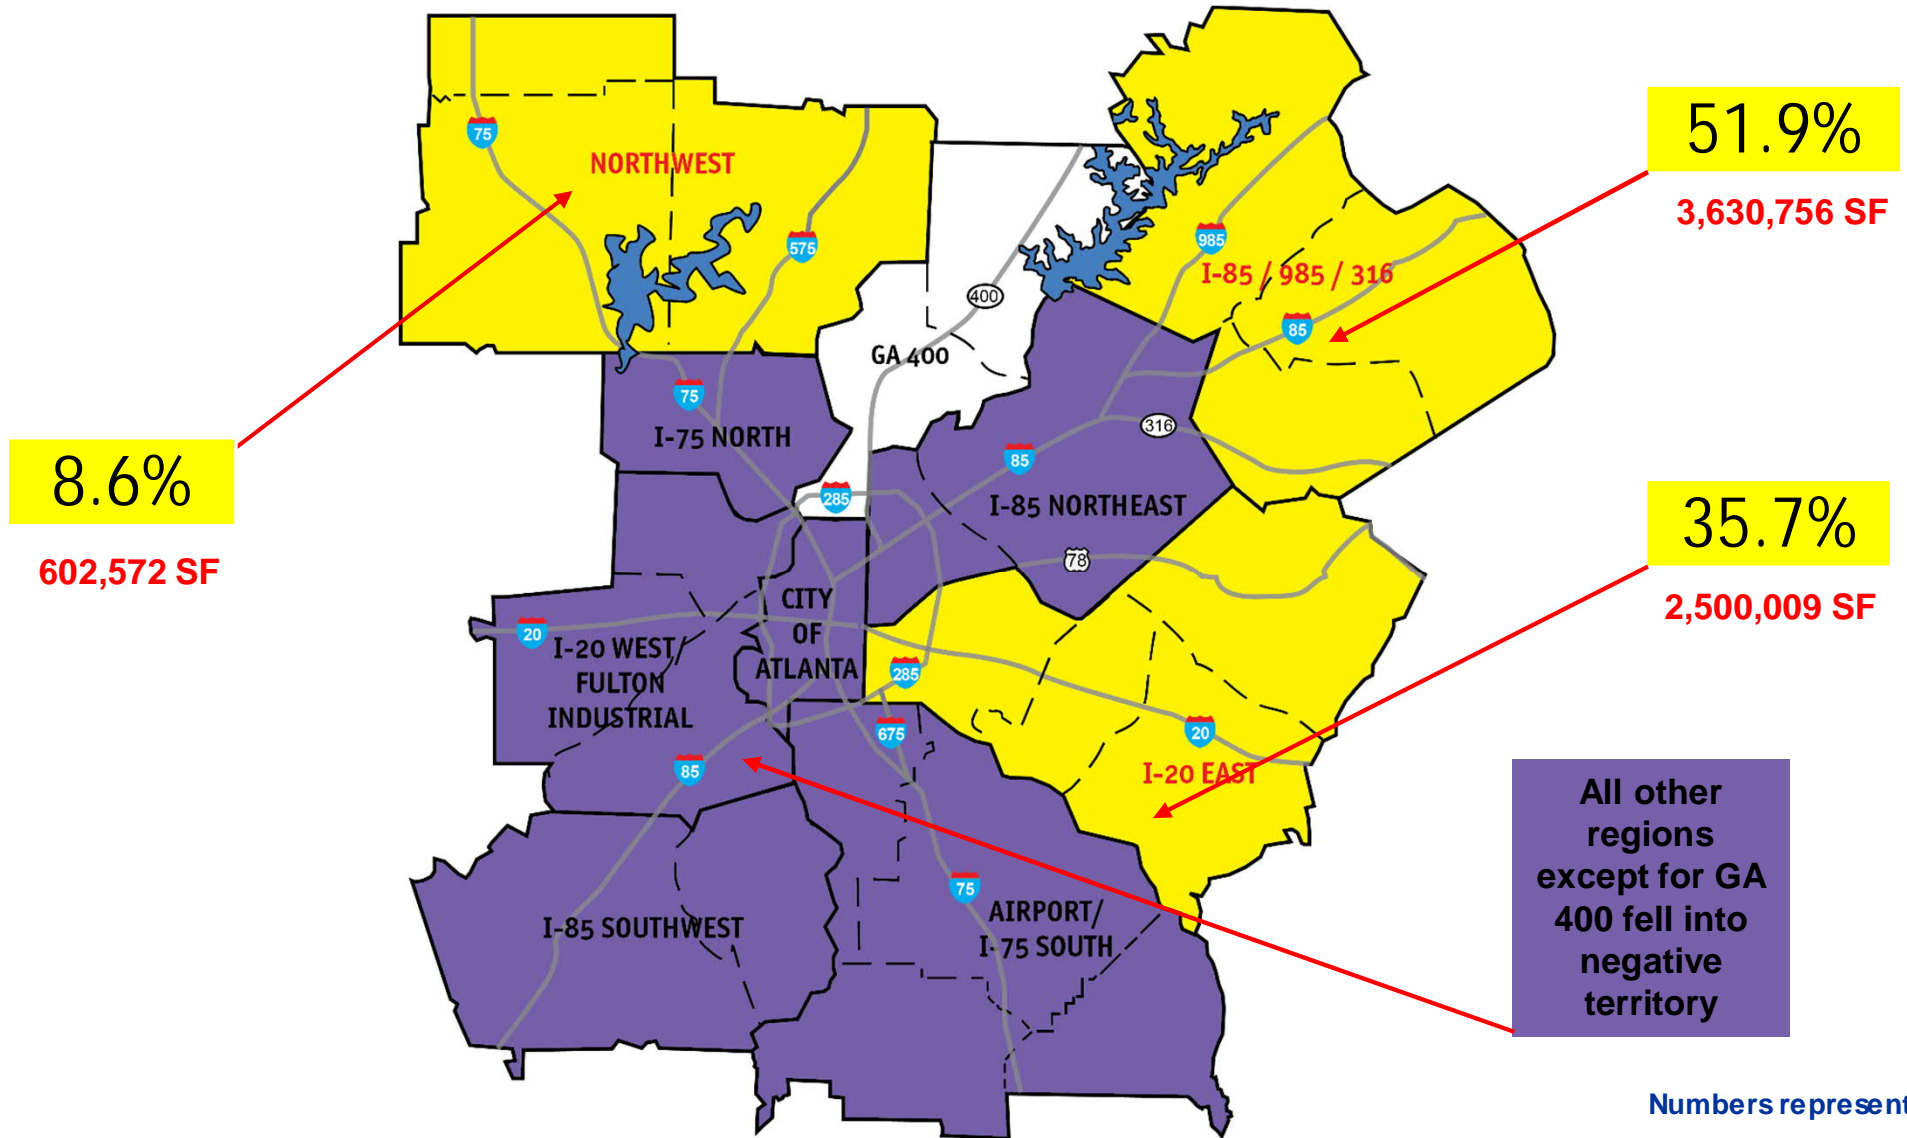 75
NORTHWEST
575
51.9%
3,630,756 SF
985
I-85 / 985 / 316
400
85
GA 400
75
I-75 NORTH
316
85
8.6%
602,572 SF
285
I-85 NORTHEAST
35.7%
2,500,009 SF
78
CITY
OF
ATLANTA
20
I-20 WEST/
FULTON
INDUSTRIAL
285
675
20
I-20 EAST
85
All other
regions
except for GA
400 fell into
negative
territory
75
I-85 SOUTHWEST
AIRPORT/
I-75 SOUTH
Numbers represent